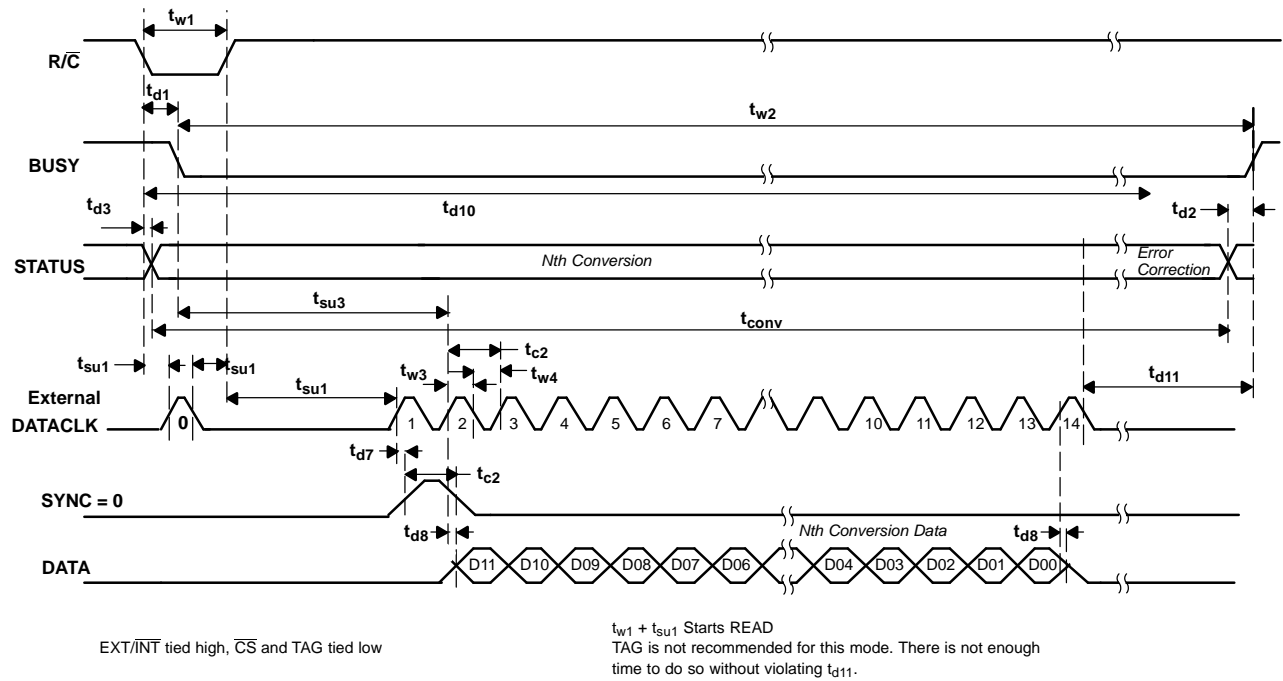 tw1
R/C̅
td1
tw2
BUSY
td3
td10
td2
STATUS
Nth Conversion
Error
Correction
tsu3
tconv
tsu1
tsu1
tc2
tw3
tw4
tsu1
td11
External
DATACLK
0 1 2 3 4 5 6 7 10 11 12 13 14
td7
tc2
SYNC = 0
td8
Nth Conversion Data
td8
DATA
D11 D10 D09 D08 D07 D06 D04 D03 D02 D01 D00
EXT/I̅N̅T̅ tied high, C̅S̅ and TAG tied low
tw1 + tsu1 Starts READ
TAG is not recommended for this mode. There is not enough
time to do so without violating td11.